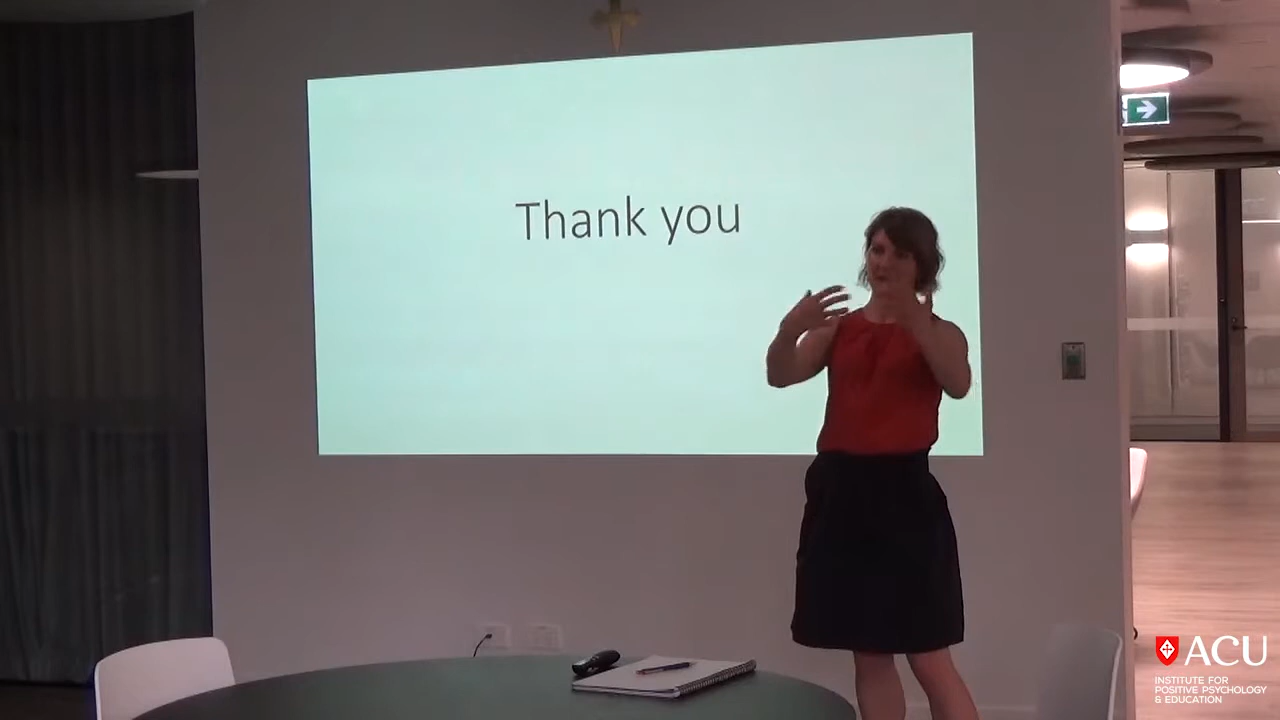 Thank you
ACU
INSTITUTE FOR
POSITIVE PSYCHOLOGY
& EDUCATION